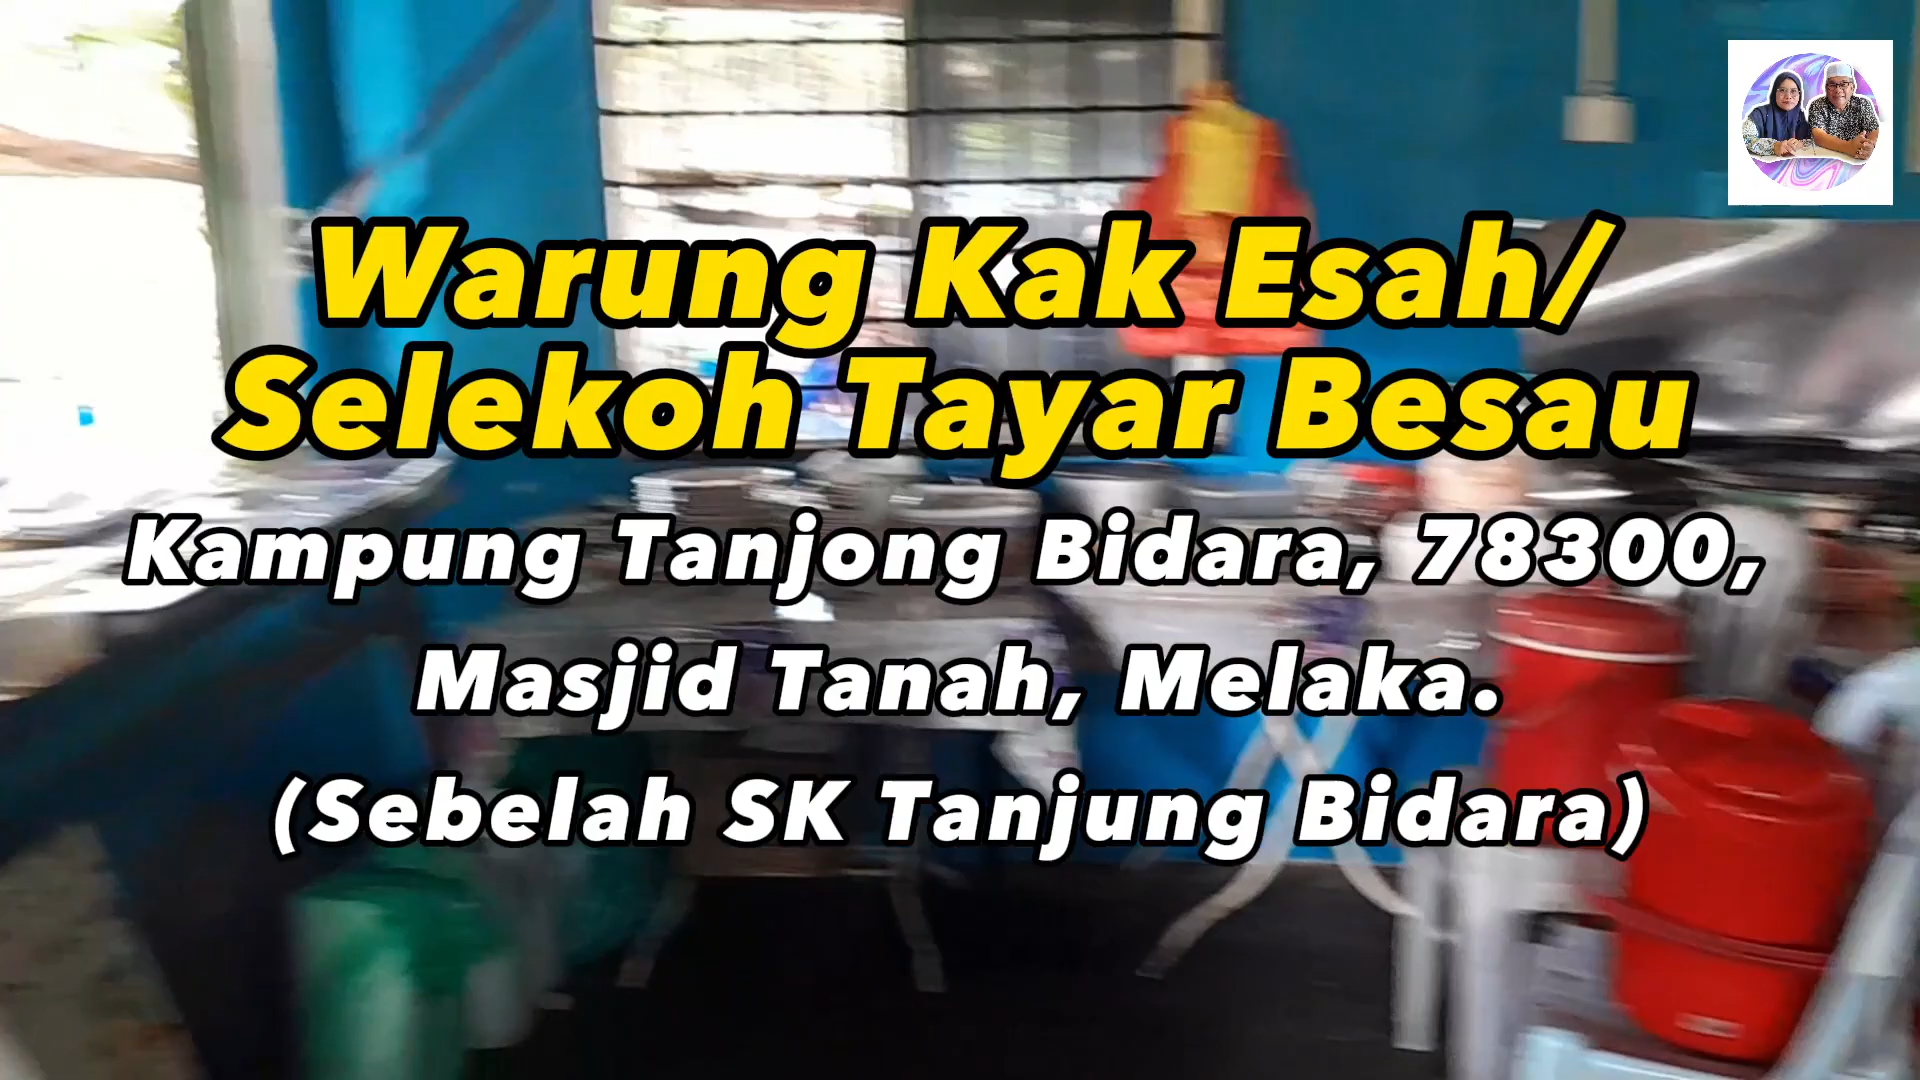 Warung Kak Esah/
Selekoh Tayar Besau
Kampung Tanjong Bidara, 78300,
Masjid Tanah, Melaka.
(Sebelah SK Tanjung Bidara)